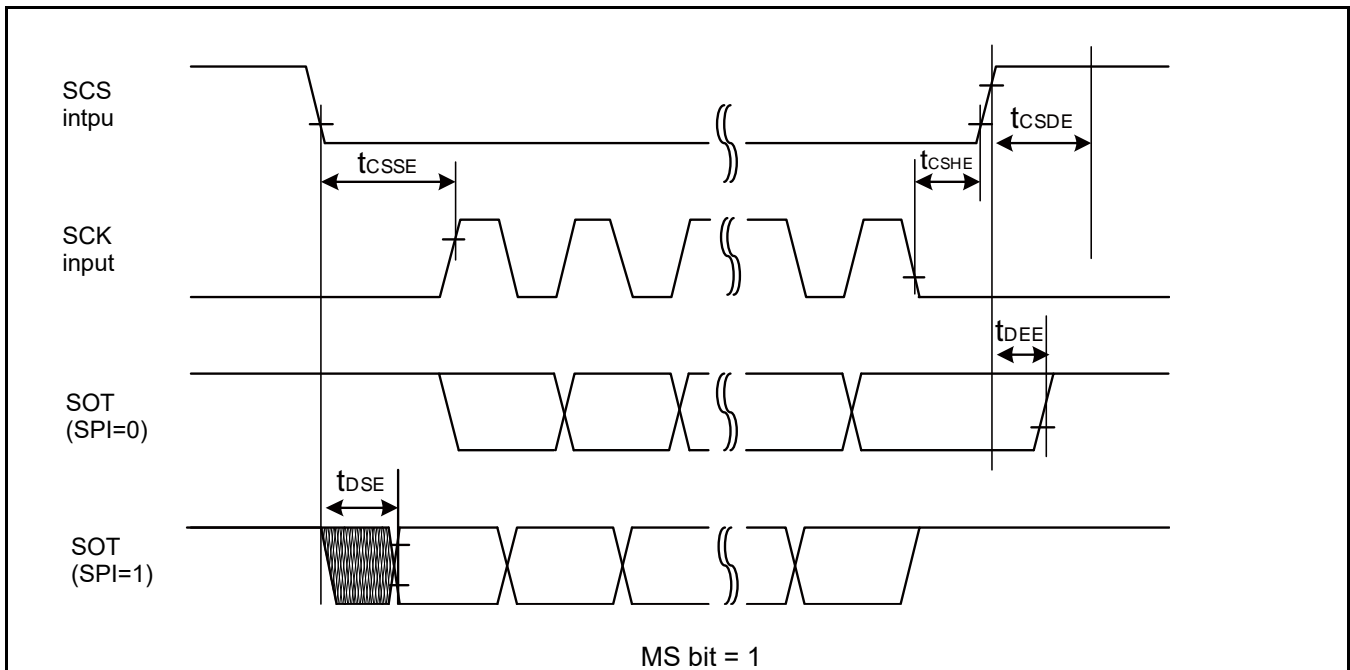 SCS
intpu
tCSDE
tCSSE
tCSHE
SCK
input
tDEE
SOT
(SPI=0)
tDSE
SOT
(SPI=1)
MS bit = 1